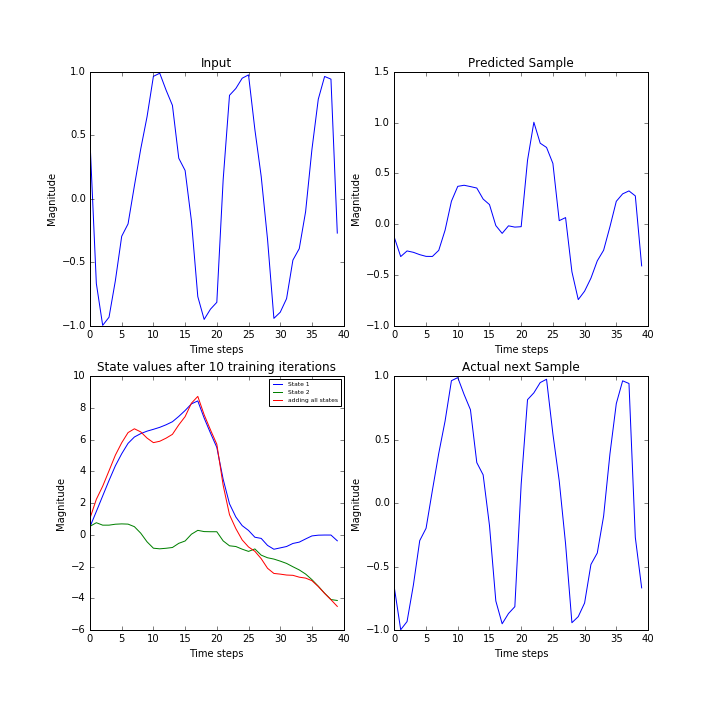 Input
1.0
0.5
0.0
−0.5
−1.0
Magnitude
0 5 10 15 20 25 30 35 40
Time steps
Predicted Sample
1.5
1.0
0.5
0.0
−0.5
−1.0
Magnitude
0 5 10 15 20 25 30 35 40
Time steps
State values after 10 training iterations
10
8
6
4
2
0
−2
−4
−6
Magnitude
State 1
State 2
adding all states
0 5 10 15 20 25 30 35 40
Time steps
Actual next Sample
1.0
0.5
0.0
−0.5
−1.0
Magnitude
0 5 10 15 20 25 30 35 40
Time steps